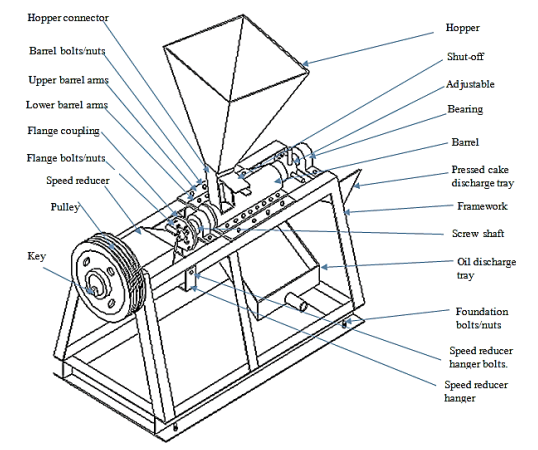 Hopper connector
Barrel bolts/nuts
Upper barrel arms
Lower barrel arms
Flange coupling
Flange bolts/nuts
Speed reducer
Pulley
Key
Hopper
Shut-off
Adjustable
Bearing
Barrel
Pressed cake
discharge tray
Framework
Screw shaft
Oil discharge
tray
Foundation
bolts/nuts
Speed reducer
hanger bolts.
Speed reducer
hanger